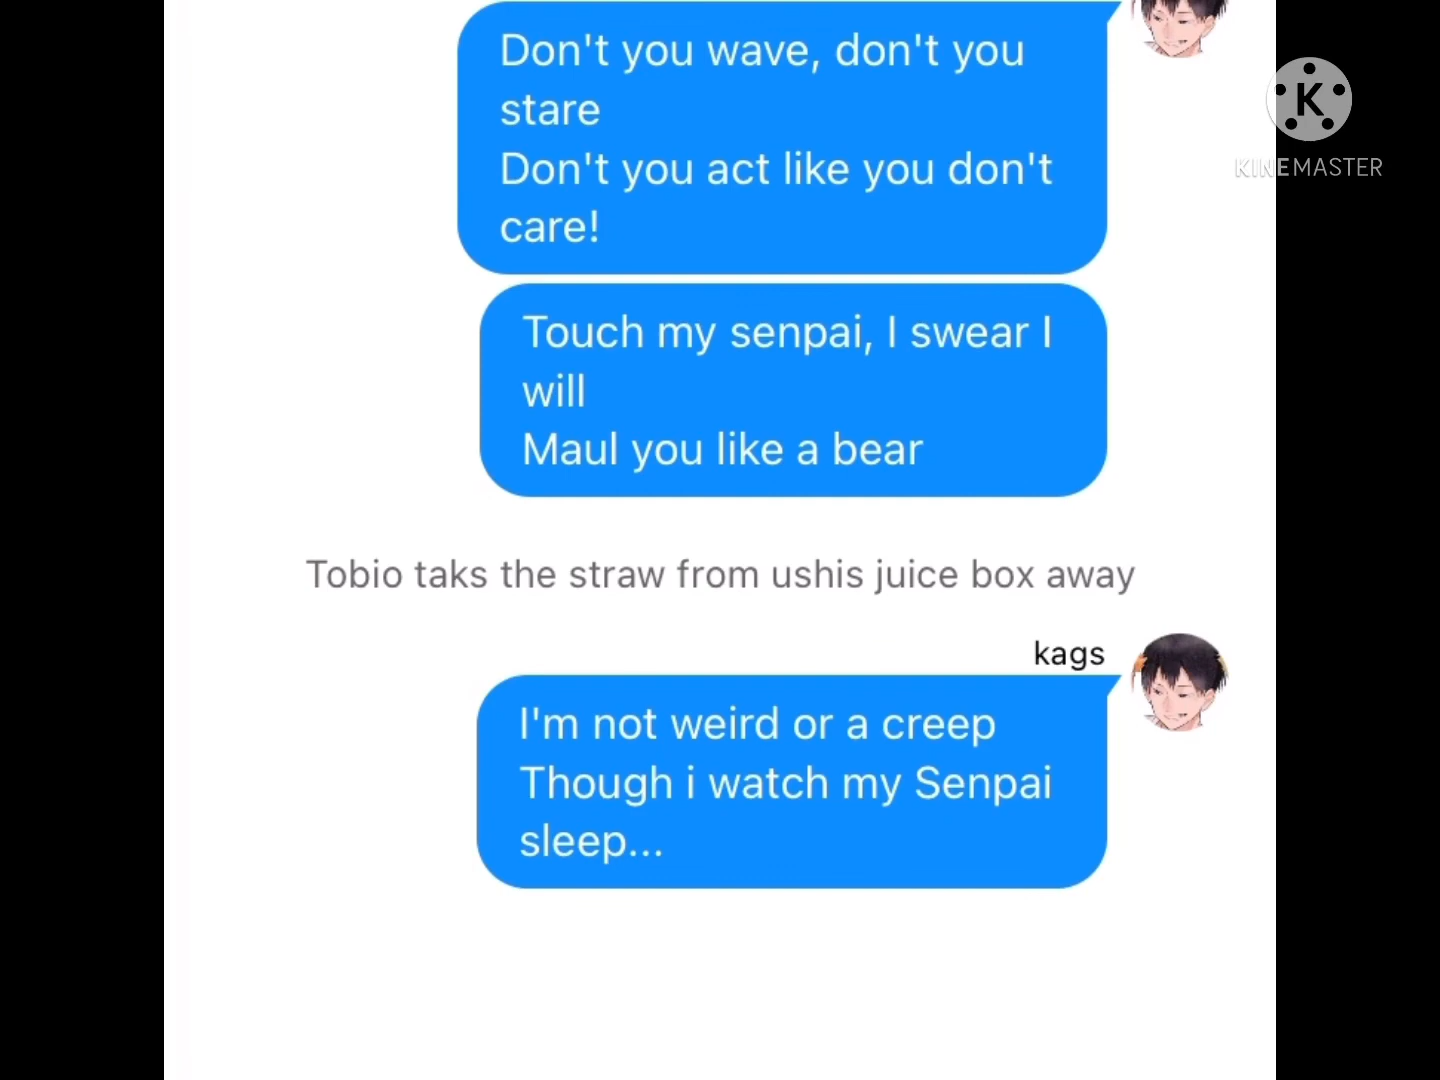 Don't you wave, don't you
stare
Don't you act like you don't
care!
K
KINEMASTER
Touch my senpai, I swear I
will
Maul you like a bear
Tobio taks the straw from ushis juice box away
kags
I'm not weird or a creep
Though i watch my Senpai
sleep...